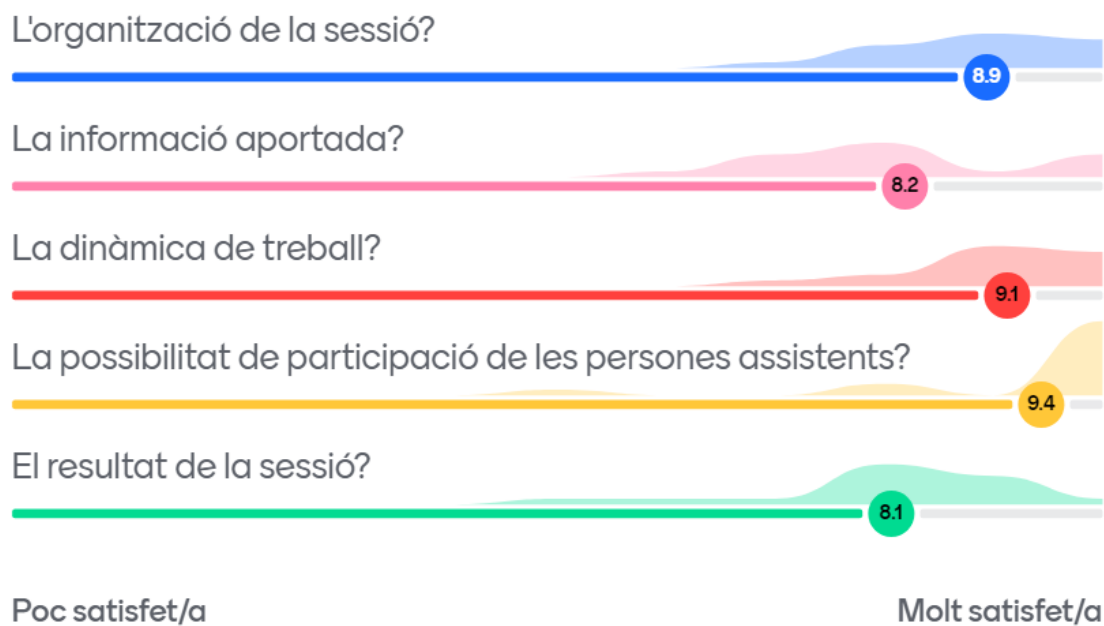 L'organització de la sessió?
8.9
La informació aportada?
8.2
La dinàmica de treball?
9.1
La possibilitat de participació de les persones assistents?
9.4
El resultat de la sessió?
8.1
Poc satisfet/a
Molt satisfet/a